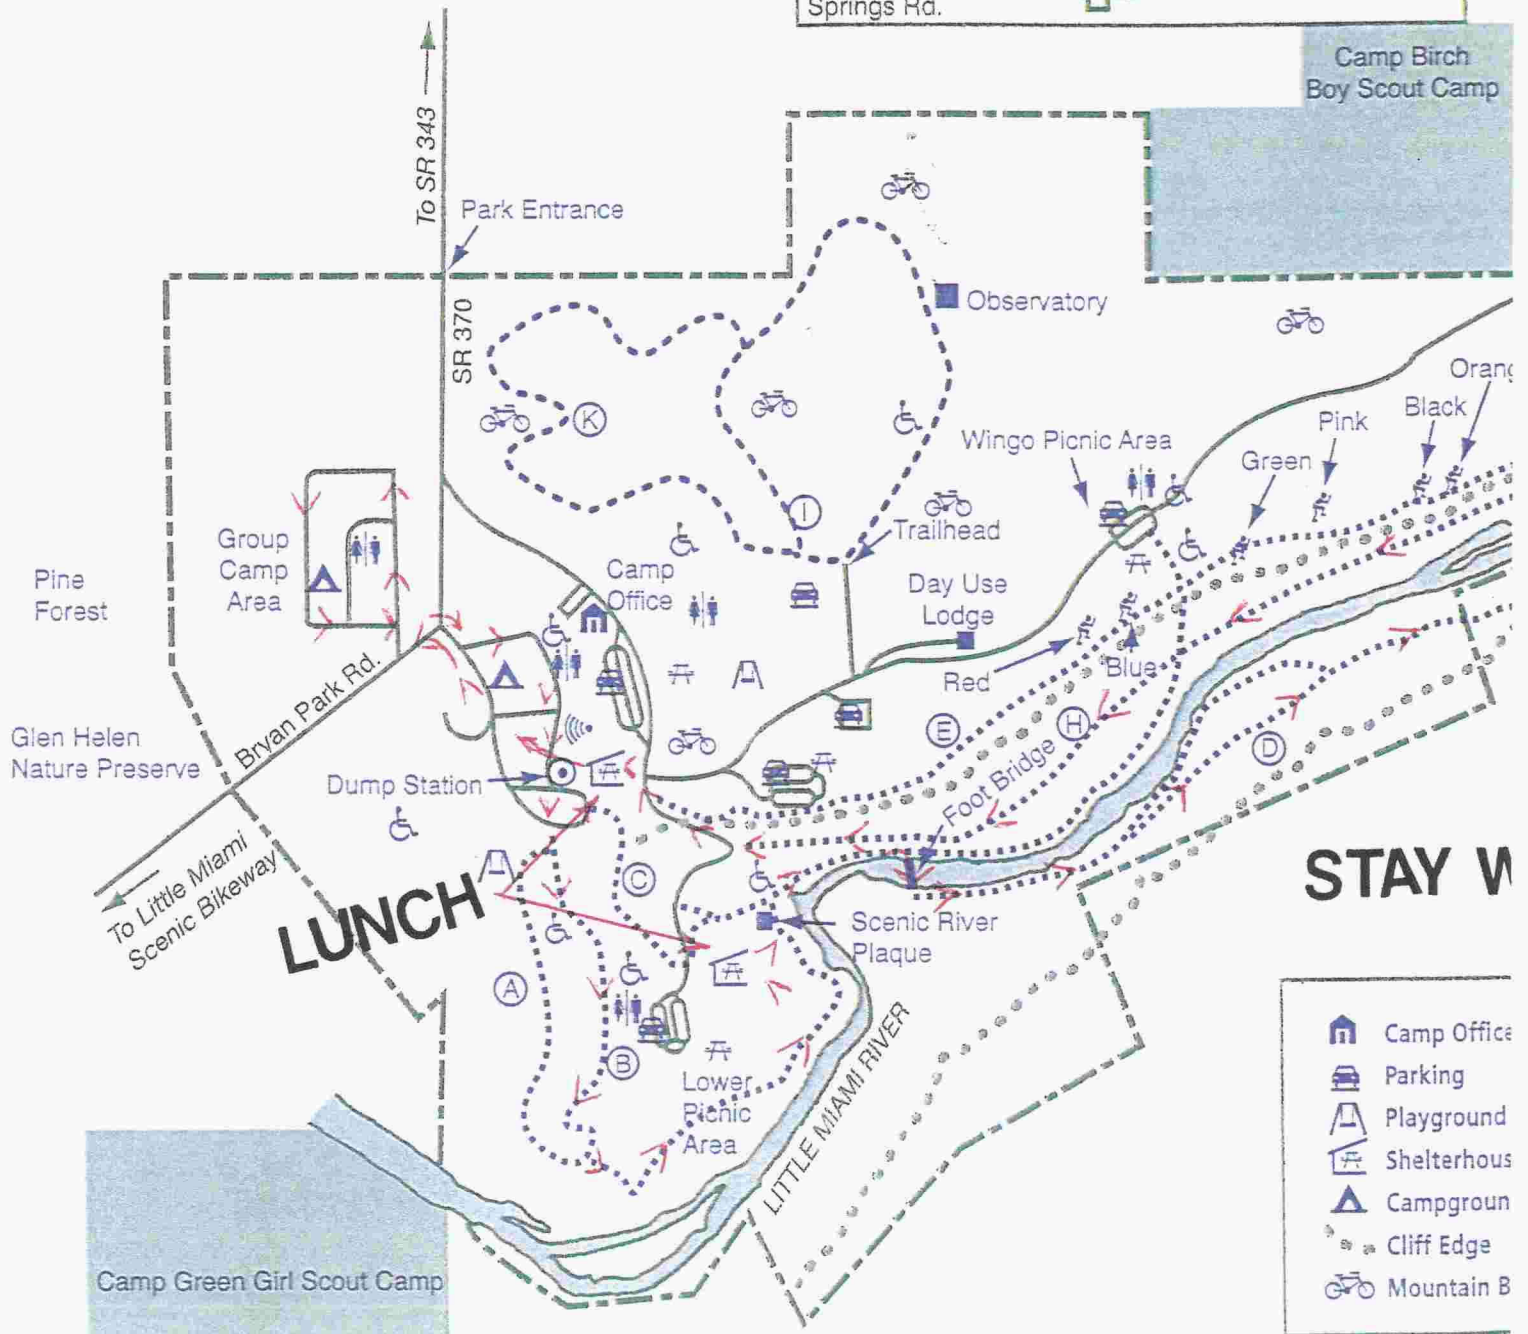 Springs Rd.
Camp Birch
Boy Scout Camp
To SR 343
Park Entrance
SR 370
Observatory
Orang
Black
Pink
Green
Wingo Picnic Area
K
I
Trailhead
Group
Camp
Area
Camp
Office
Day Use
Lodge
Pine
Forest
Red
Blue
Bryan Park Rd.
Glen Helen
Nature Preserve
E
H
D
Foot Bridge
Dump Station
To Little Miami
Scenic Bikeway
LUNCH
C
STAY W
Scenic River
Plaque
A
B
Lower
Picnic
Area
LITTLE MIAMI RIVER
Camp Office
Parking
Playground
Shelterhous
Campgroun
Cliff Edge
Mountain B
Camp Green Girl Scout Camp